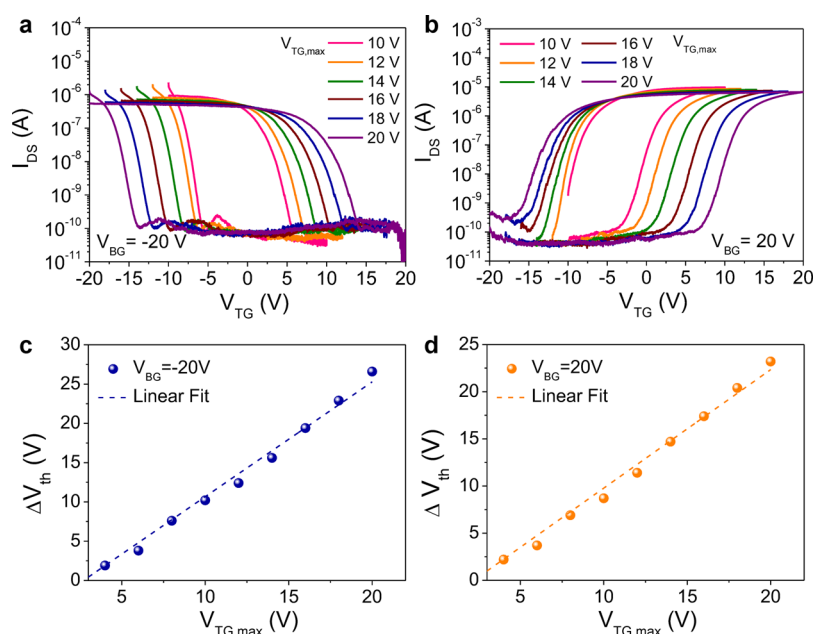 a
V_TG,max
10 V
12 V
14 V
16 V
18 V
20 V
10^-5
10^-6
10^-7
10^-8
10^-9
10^-10
10^-11
I_DS (A)
V_BG= -20 V
-20 -15 -10 -5 0 5 10 15 20
V_TG (V)
b
10 V 16 V V_TG,max
12 V 18 V
14 V 20 V
10^-3
10^-4
10^-5
10^-6
10^-7
10^-8
10^-9
10^-10
10^-11
I_DS (A)
V_BG= 20 V
-20 -15 -10 -5 0 5 10 15 20
V_TG (V)
c
V_BG=-20V
Linear Fit
30
25
20
15
10
5
0
ΔV_th (V)
5 10 15 20
V_TG,max (V)
d
V_BG=20V
Linear Fit
25
20
15
10
5
0
Δ V_th (V)
5 10 15 20
V_TG,max (V)